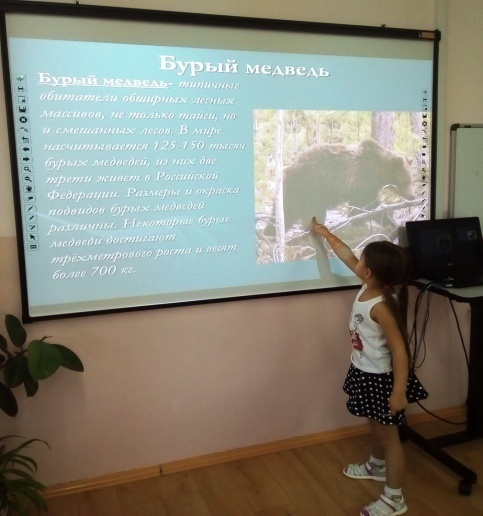 Бурый медведь
Бурый медведь- типичные
обитатели обширных лесных
массивов, не только тайги, но
и смешанных лесов. В мире
насчитывается 125-150 тысяч
бурых медведей, из них две
трети живет в Российской
Федерации. Размеры и окраска
подвидов бурых медведей
различны. Некоторые бурые
медведи достигают
трёхметрового роста и весят
более 700 кг.